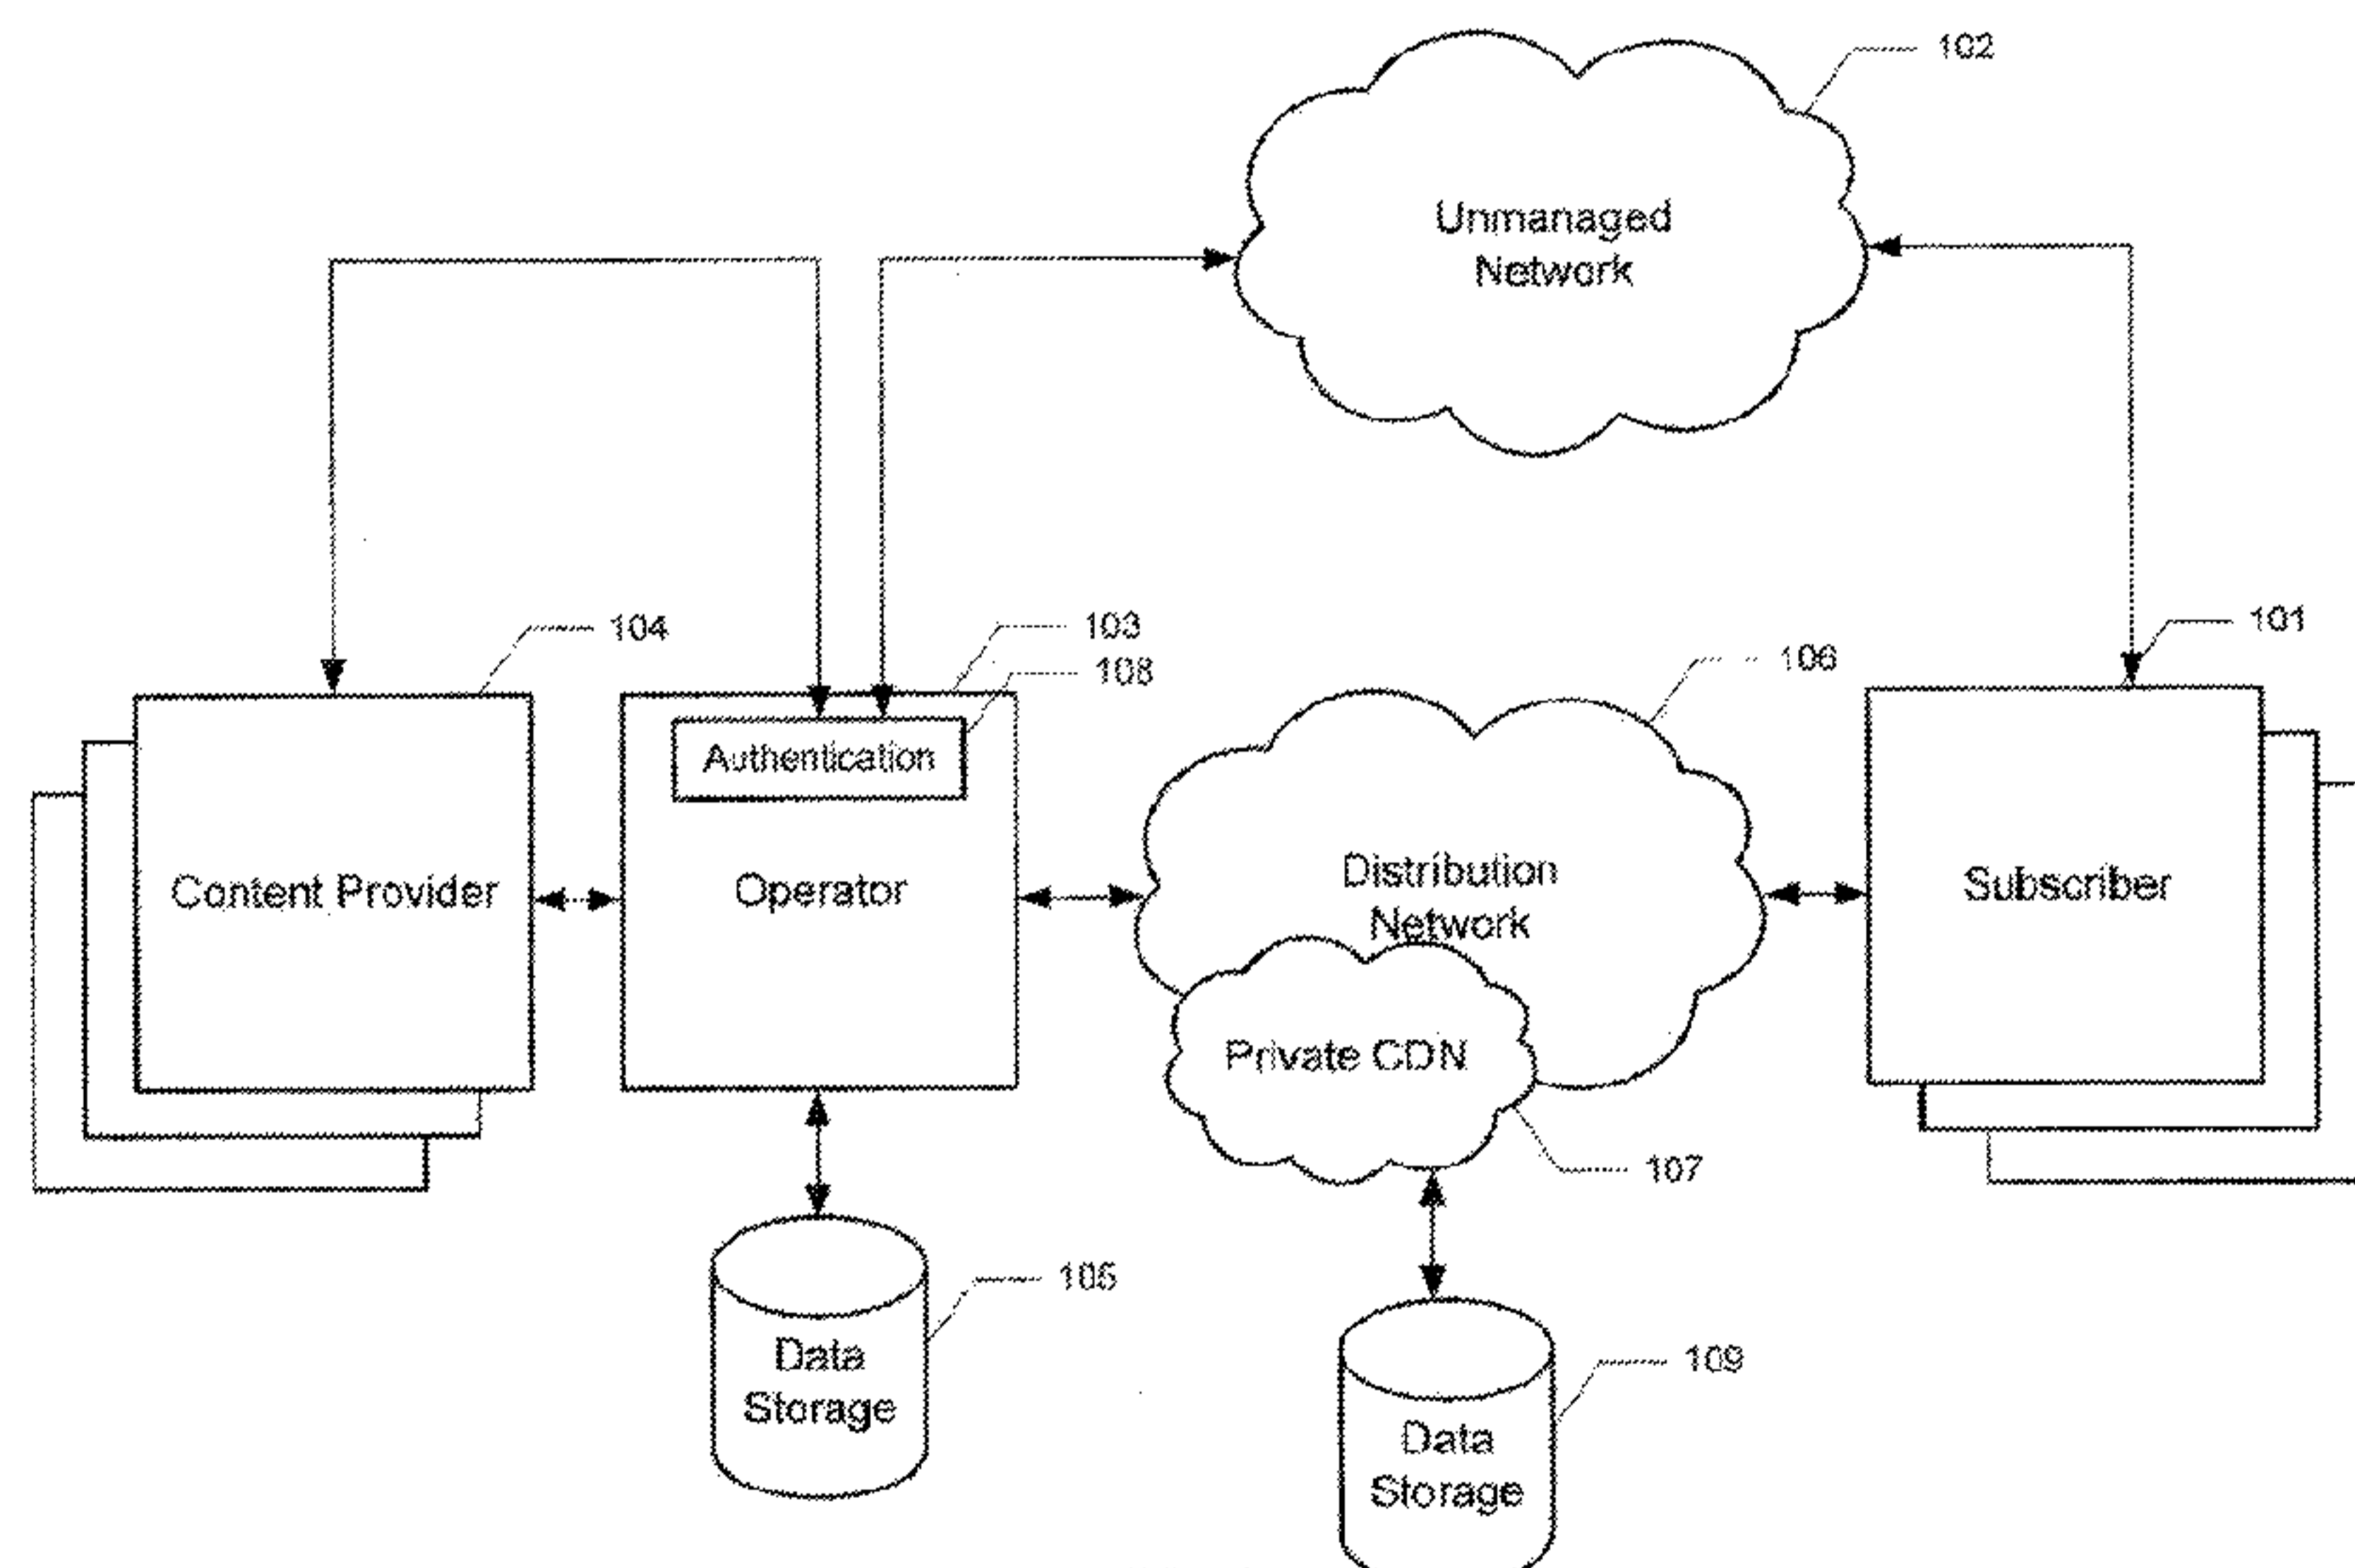 102
Unmanaged
Network
104
103
108
106
101
Authentication
Content Provider
Operator
Distribution
Network
Subscriber
Private CDN
107
105
Data
Storage
109
Data
Storage